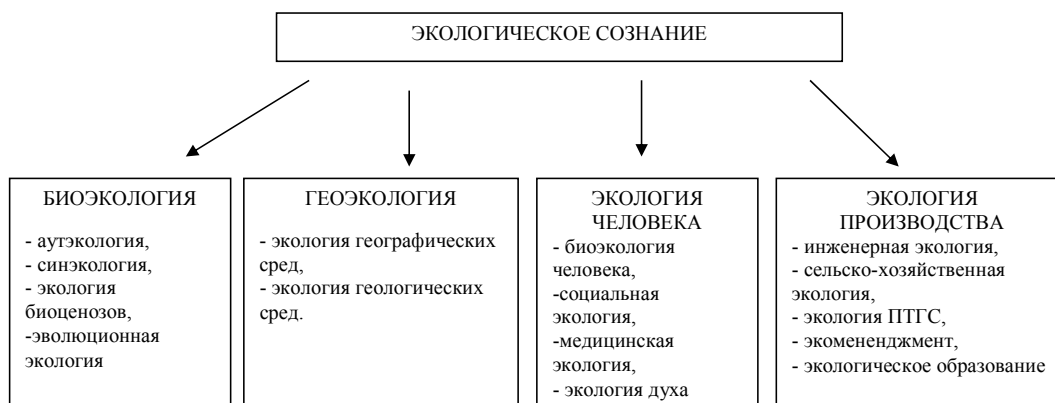 ЭКОЛОГИЧЕСКОЕ СОЗНАНИЕ
БИОЭКОЛОГИЯ
- аутэкология,
- синэкология,
- экология
биоценозов,
-эволюционная
экология
ГЕОЭКОЛОГИЯ
- экология географических
сред,
- экология геологических
сред.
ЭКОЛОГИЯ
ЧЕЛОВЕКА
- биоэкология
человека,
-социальная
экология,
-медицинская
экология,
- экология духа
ЭКОЛОГИЯ
ПРОИЗВОДСТВА
- инженерная экология,
- сельско-хозяйственная
экология,
- экология ПТГС,
- экомененджмент,
- экологическое образование